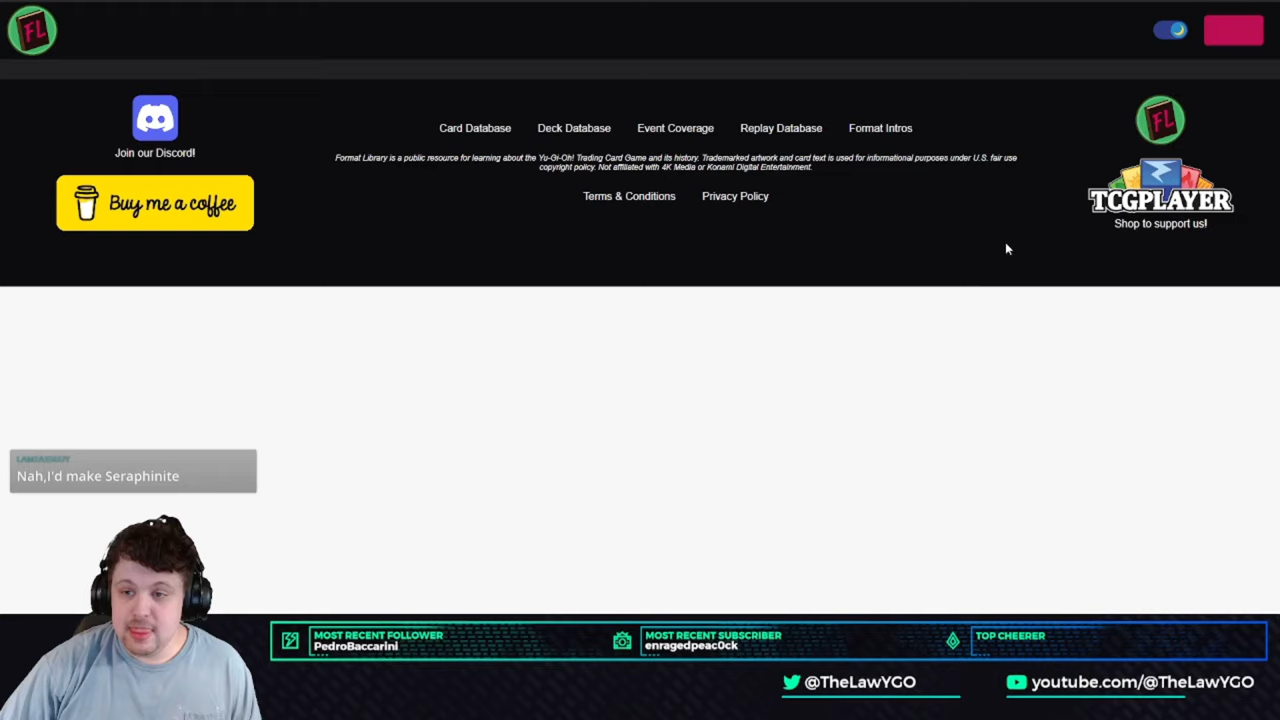 FL
Join our Discord!
Buy me a coffee
Card Database
Deck Database
Event Coverage
Replay Database
Format Intros
Format Library is a public resource for learning about the Yu-Gi-Oh! Trading Card Game and its history. Trademarked artwork and card text is used for informational purposes under U.S. fair use
copyright policy. Not affiliated with 4K Media or Konami Digital Entertainment.
Terms & Conditions
Privacy Policy
FL
TCGPLAYER
Shop to support us!
Nah,I'd make Seraphinite
MOST RECENT FOLLOWER
PedroBaccarini
MOST RECENT SUBSCRIBER
enragedpeac0ck
TOP CHEERER
@TheLawYGO
youtube.com/@TheLawYGO